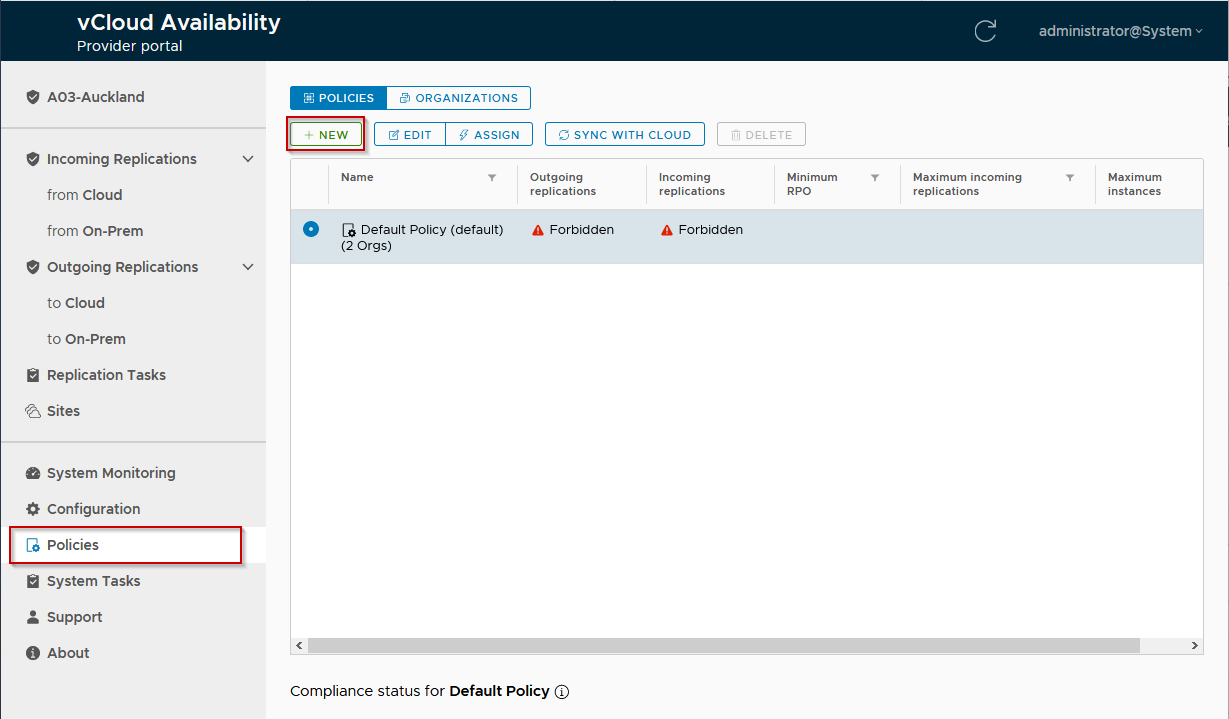 vCloud Availability
Provider portal
administrator@System
A03-Auckland
Incoming Replications
from Cloud
from On-Prem
Outgoing Replications
to Cloud
to On-Prem
Replication Tasks
Sites
System Monitoring
Configuration
Policies
System Tasks
Support
About
POLICIES
ORGANIZATIONS
NEW
EDIT
ASSIGN
SYNC WITH CLOUD
DELETE
Name
Outgoing
replications
Incoming
replications
Minimum
RPO
Maximum incoming
replications
Maximum
instances
Default Policy (default)
(2 Orgs)
Forbidden
Forbidden
Compliance status for Default Policy